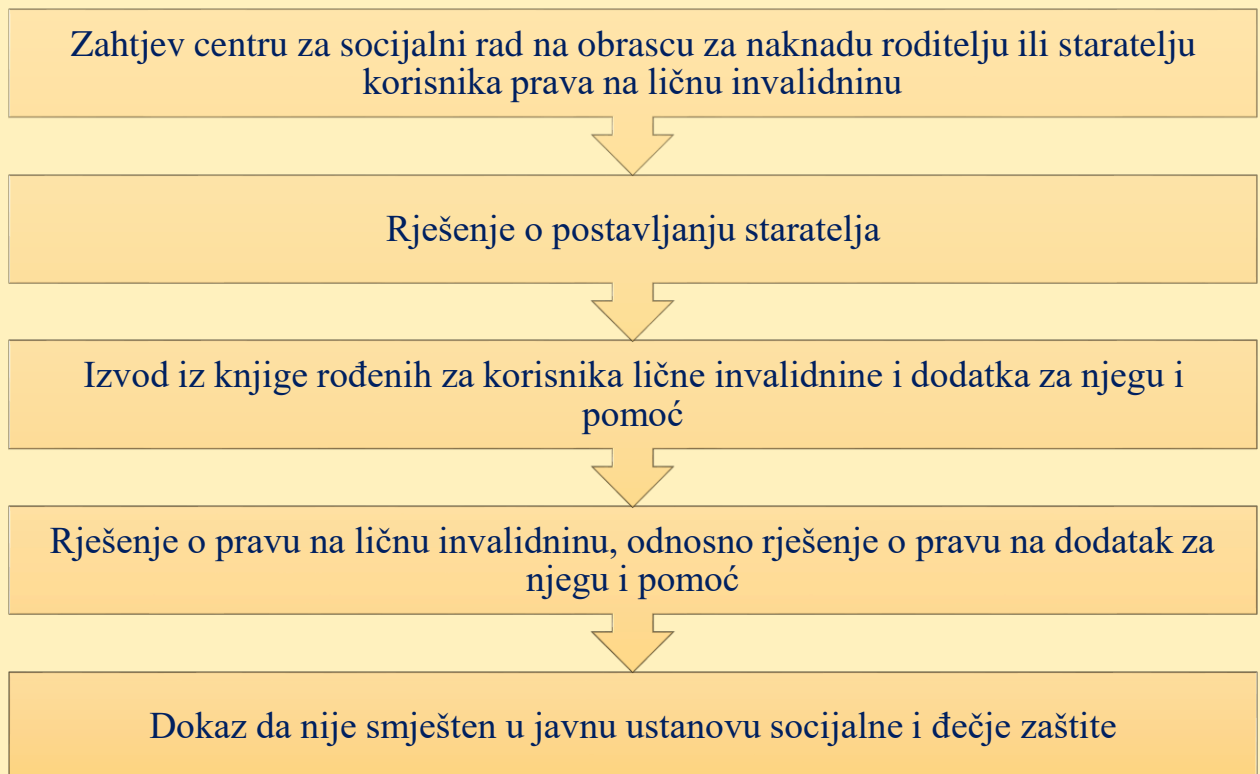 Zahtjev centru za socijalni rad na obrascu za naknadu roditelju ili staratelju
korisnika prava na ličnu invalidninu
Rješenje o postavljanju staratelja
Izvod iz knjige rođenih za korisnika lične invalidnine i dodatka za njegu i
pomoć
Rješenje o pravu na ličnu invalidninu, odnosno rješenje o pravu na dodatak za
njegu i pomoć
Dokaz da nije smješten u javnu ustanovu socijalne i đečje zaštite